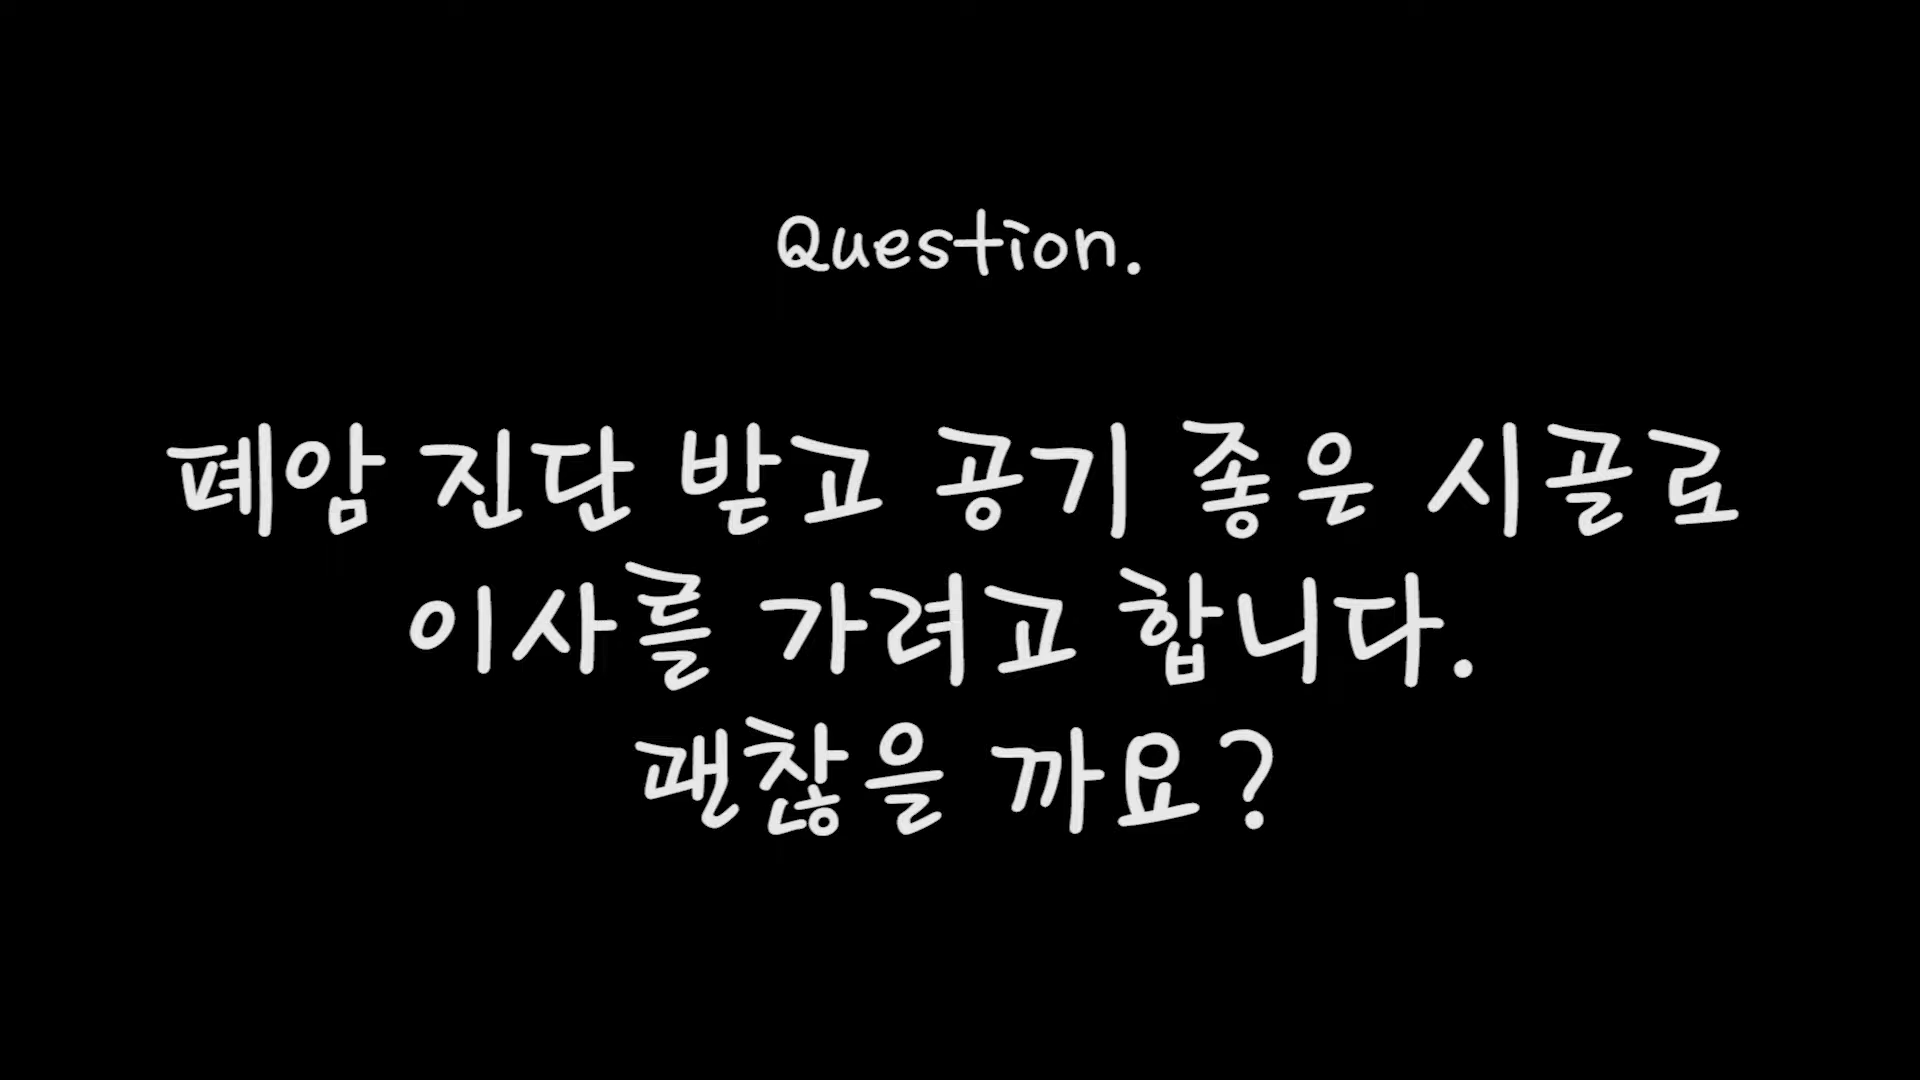 Question.
폐암 진단 받고 공기 좋은 시골로
이사를 가려고 합니다.
괜찮을 까요?